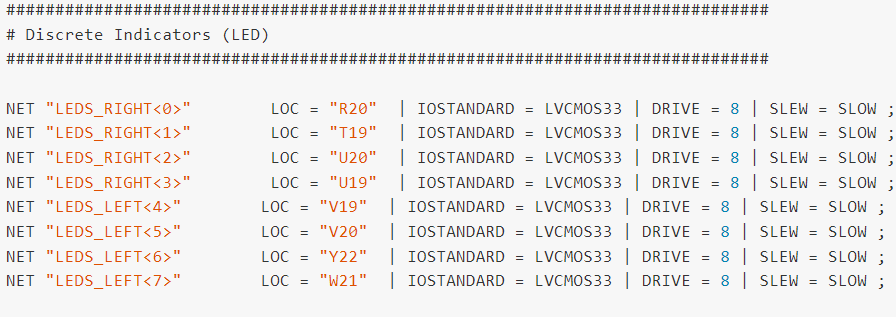 ##############################################################################
# Discrete Indicators (LED)
##############################################################################
NET "LEDS_RIGHT<0>"        LOC = "R20"  | IOSTANDARD = LVCMOS33 | DRIVE = 8 | SLEW = SLOW ;
NET "LEDS_RIGHT<1>"        LOC = "T19"  | IOSTANDARD = LVCMOS33 | DRIVE = 8 | SLEW = SLOW ;
NET "LEDS_RIGHT<2>"        LOC = "U20"  | IOSTANDARD = LVCMOS33 | DRIVE = 8 | SLEW = SLOW ;
NET "LEDS_RIGHT<3>"        LOC = "U19"  | IOSTANDARD = LVCMOS33 | DRIVE = 8 | SLEW = SLOW ;
NET "LEDS_LEFT<4>"        LOC = "V19"  | IOSTANDARD = LVCMOS33 | DRIVE = 8 | SLEW = SLOW ;
NET "LEDS_LEFT<5>"        LOC = "V20"  | IOSTANDARD = LVCMOS33 | DRIVE = 8 | SLEW = SLOW ;
NET "LEDS_LEFT<6>"        LOC = "Y22"  | IOSTANDARD = LVCMOS33 | DRIVE = 8 | SLEW = SLOW ;
NET "LEDS_LEFT<7>"        LOC = "W21"  | IOSTANDARD = LVCMOS33 | DRIVE = 8 | SLEW = SLOW ;